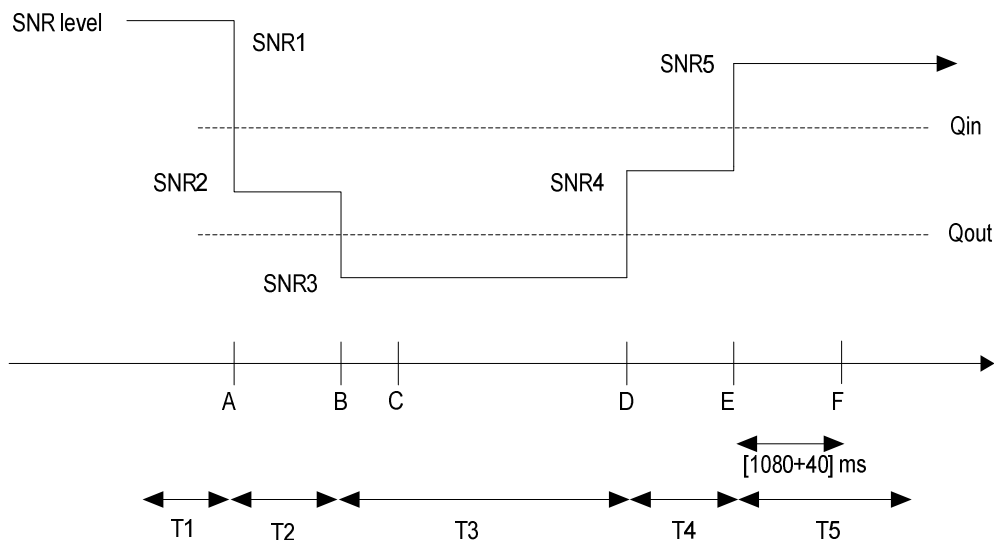 SNR level
SNR1
SNR5
Qin
SNR2
SNR4
Qout
SNR3
A B C D E F
[1080+40] ms
T1 T2 T3 T4 T5